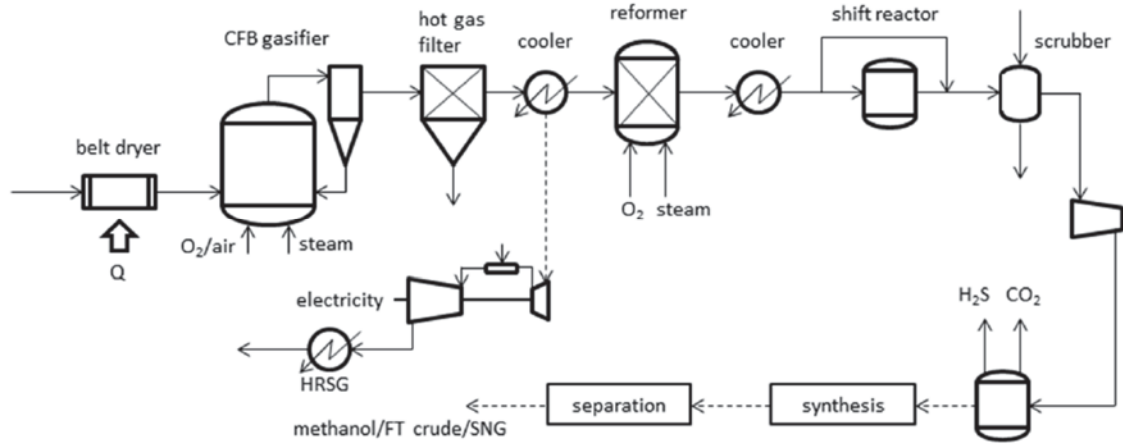 CFB gasifier
hot gas
filter
cooler
reformer
cooler
shift reactor
scrubber
belt dryer
Q
O₂/air
steam
O₂ steam
electricity
HRSG
H₂S CO₂
separation
synthesis
methanol/FT crude/SNG